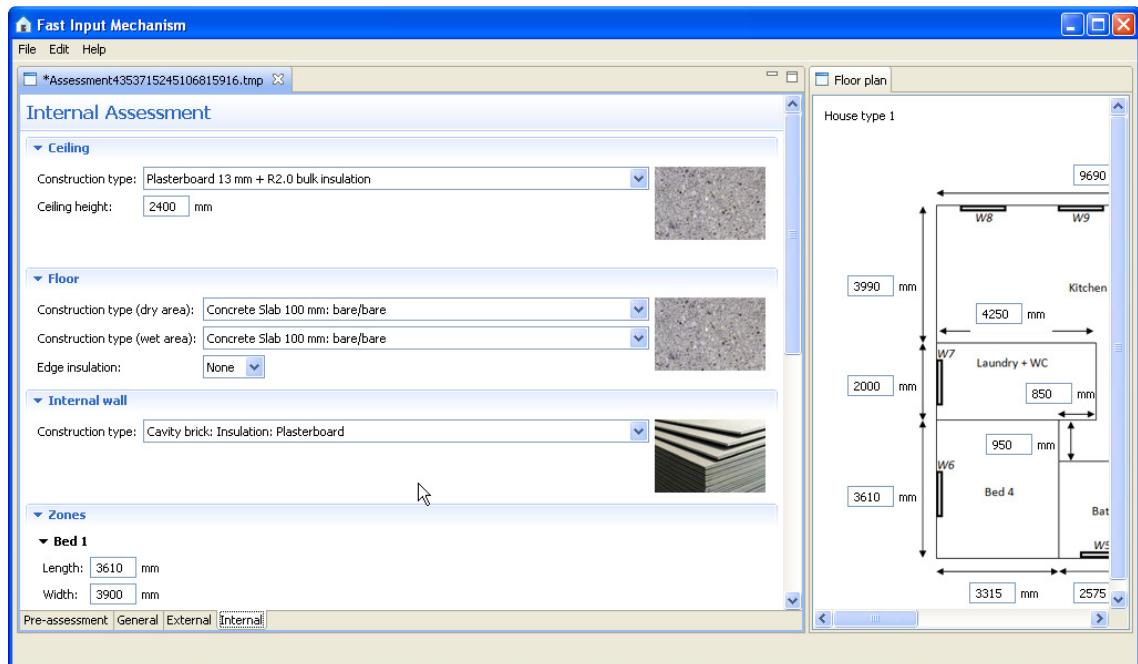 Fast Input Mechanism
File Edit Help
*Assessment4353715245106815916.tmp
Internal Assessment
Ceiling
Construction type: Plasterboard 13 mm + R2.0 bulk insulation
Ceiling height: 2400 mm
Floor
Construction type (dry area): Concrete Slab 100 mm: bare/bare
Construction type (wet area): Concrete Slab 100 mm: bare/bare
Edge insulation: None
Internal wall
Construction type: Cavity brick: Insulation: Plasterboard
Zones
Bed 1
Length: 3610 mm
Width: 3900 mm
Pre-assessment General External Internal
Floor plan
House type 1
9690
W8 W9
3990 mm Kitchen
4250 mm
W7 Laundry + WC
2000 mm 850 mm
950 mm
W6
3610 mm Bed 4
Bat
W5
3315 mm 2575